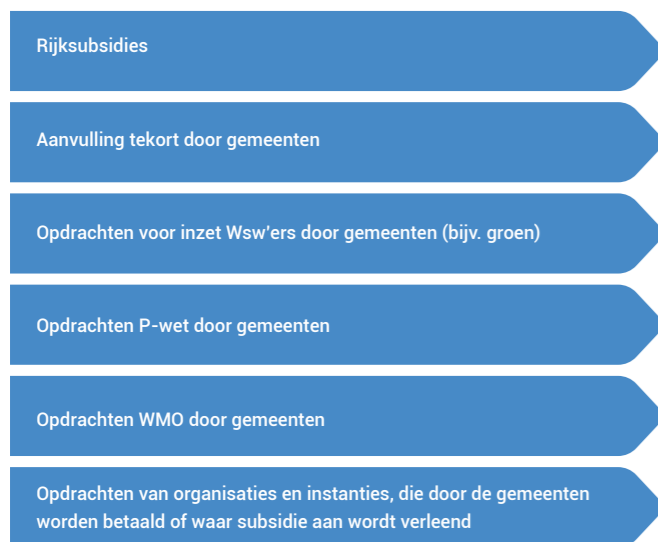 Rijksubsidies
Aanvulling tekort door gemeenten
Opdrachten voor inzet Wsw'ers door gemeenten (bijv. groen)
Opdrachten P-wet door gemeenten
Opdrachten WMO door gemeenten
Opdrachten van organisaties en instanties, die door de gemeenten
worden betaald of waar subsidie aan wordt verleend